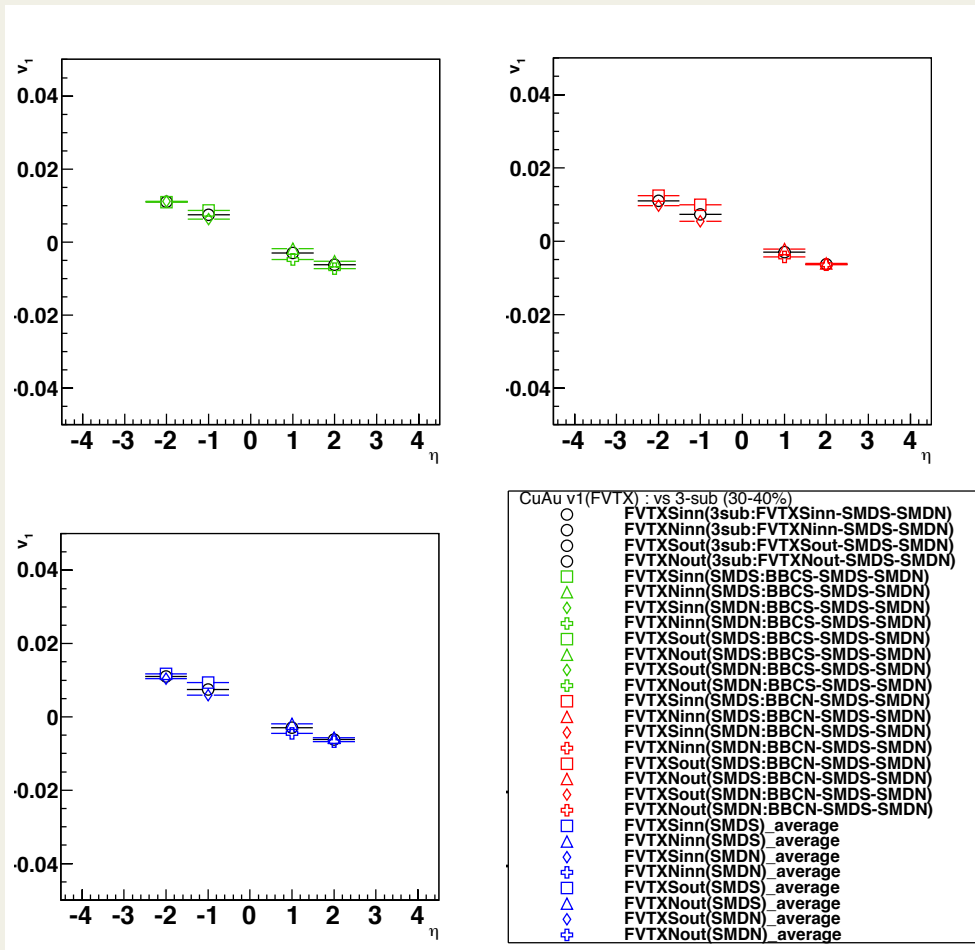 v1
0.04
0.02
0
-0.02
-0.04
-4 -3 -2 -1 0 1 2 3 4
η
v1
0.04
0.02
0
-0.02
-0.04
-4 -3 -2 -1 0 1 2 3 4
η
v1
0.04
0.02
0
-0.02
-0.04
-4 -3 -2 -1 0 1 2 3 4
η
CuAu v1(FVTX) : vs 3-sub (30-40%)
FVTXSinn(3sub:FVTXSinn-SMDS-SMDN)
FVTXNinn(3sub:FVTXNinn-SMDS-SMDN)
FVTXSout(3sub:FVTXSout-SMDS-SMDN)
FVTXNout(3sub:FVTXNout-SMDS-SMDN)
FVTXSinn(SMDS:BBCS-SMDS-SMDN)
FVTXNinn(SMDS:BBCS-SMDS-SMDN)
FVTXSinn(SMDN:BBCS-SMDS-SMDN)
FVTXNinn(SMDN:BBCS-SMDS-SMDN)
FVTXSout(SMDS:BBCS-SMDS-SMDN)
FVTXNout(SMDS:BBCS-SMDS-SMDN)
FVTXSout(SMDN:BBCS-SMDS-SMDN)
FVTXNout(SMDN:BBCS-SMDS-SMDN)
FVTXSinn(SMDS:BBCN-SMDS-SMDN)
FVTXNinn(SMDS:BBCN-SMDS-SMDN)
FVTXSinn(SMDN:BBCN-SMDS-SMDN)
FVTXNinn(SMDN:BBCN-SMDS-SMDN)
FVTXSout(SMDS:BBCN-SMDS-SMDN)
FVTXNout(SMDS:BBCN-SMDS-SMDN)
FVTXSout(SMDN:BBCN-SMDS-SMDN)
FVTXNout(SMDN:BBCN-SMDS-SMDN)
FVTXSinn(SMDS)_average
FVTXNinn(SMDS)_average
FVTXSinn(SMDN)_average
FVTXNinn(SMDN)_average
FVTXSout(SMDS)_average
FVTXNout(SMDS)_average
FVTXSout(SMDN)_average
FVTXNout(SMDN)_average